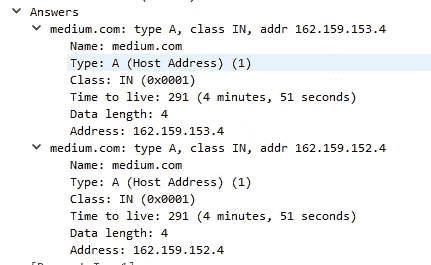 Answers
medium.com: type A, class IN, addr 162.159.153.4
Name: medium.com
Type: A (Host Address) (1)
Class: IN (0x0001)
Time to live: 291 (4 minutes, 51 seconds)
Data length: 4
Address: 162.159.153.4
medium.com: type A, class IN, addr 162.159.152.4
Name: medium.com
Type: A (Host Address) (1)
Class: IN (0x0001)
Time to live: 291 (4 minutes, 51 seconds)
Data length: 4
Address: 162.159.152.4